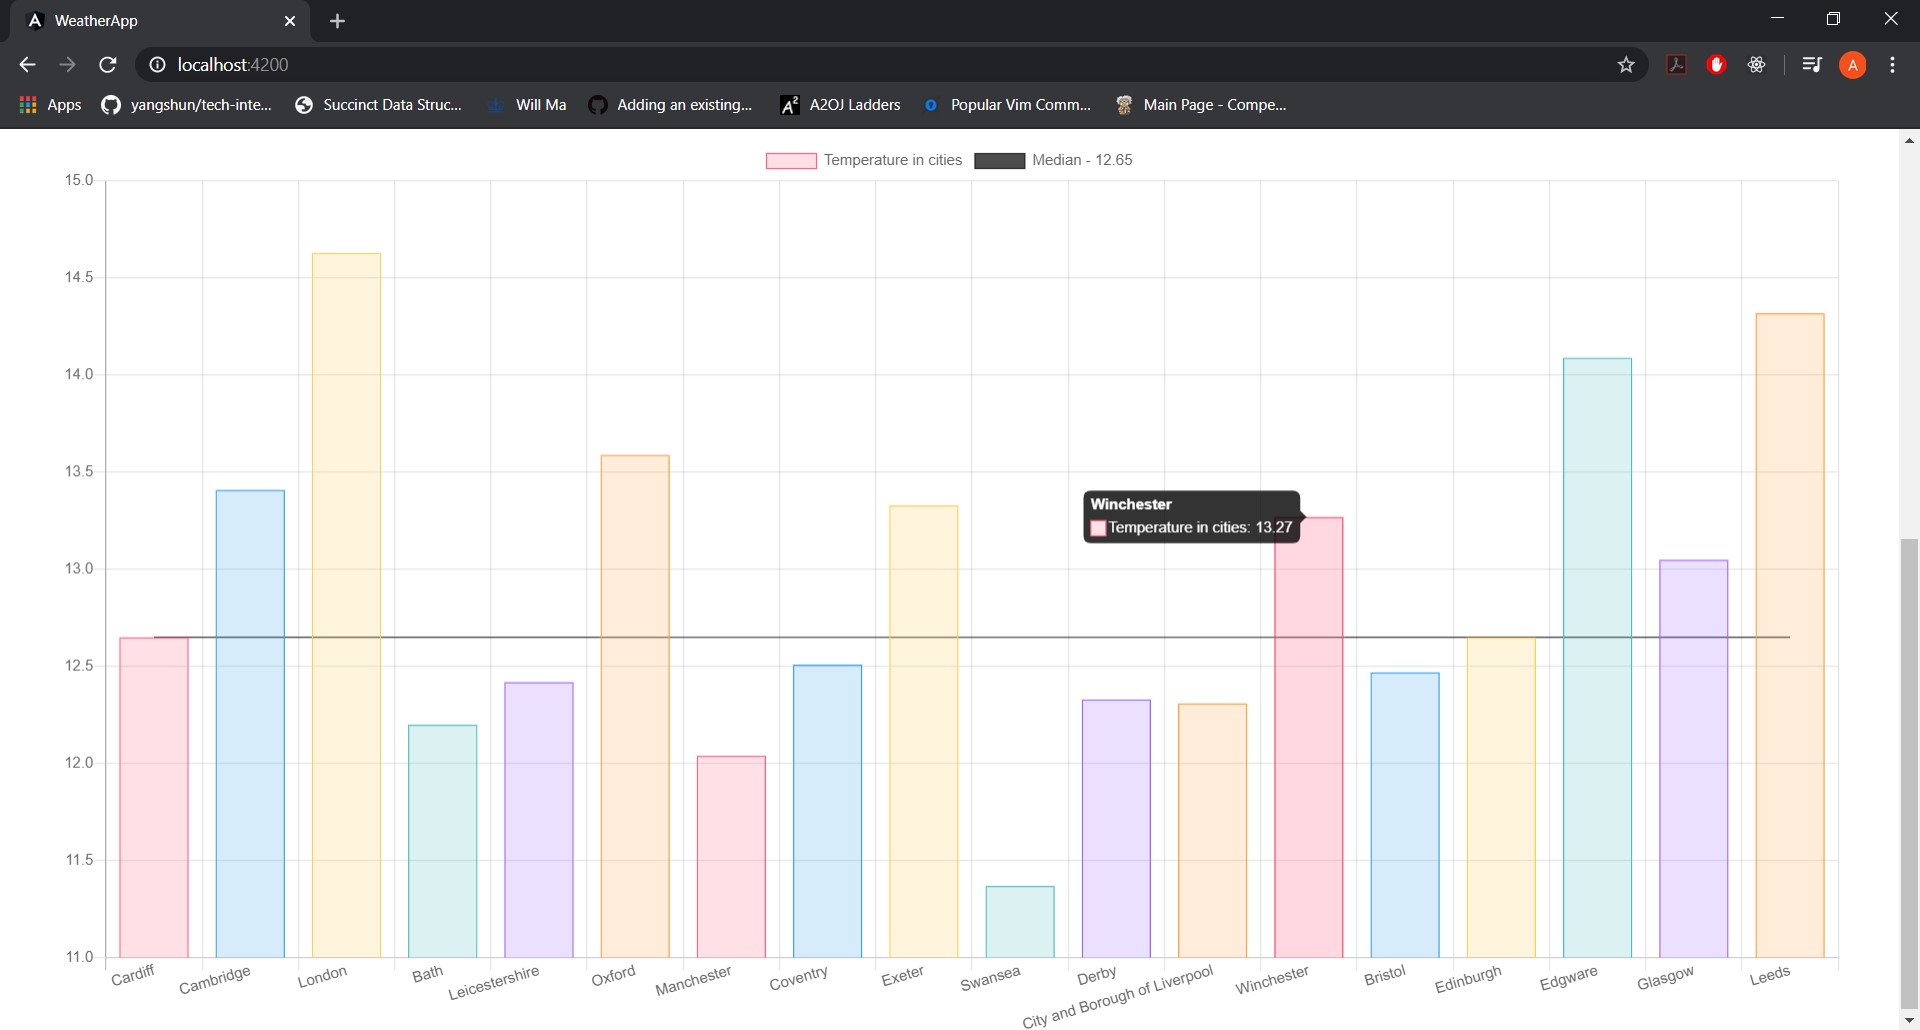 WeatherApp
localhost:4200
Apps yangshun/tech-inte... Succinct Data Struc... Will Ma Adding an existing... A2OJ Ladders Popular Vim Comm... Main Page - Compe...
A
Temperature in cities Median - 12.65
15.0
14.5
14.0
13.5
13.0
12.5
12.0
11.5
11.0
Winchester
Temperature in cities: 13.27
Cardiff
Cambridge
London
Bath
Leicestershire
Oxford
Manchester
Coventry
Exeter
Swansea
Derby
City and Borough of Liverpool
Winchester
Bristol
Edinburgh
Edgware
Glasgow
Leeds